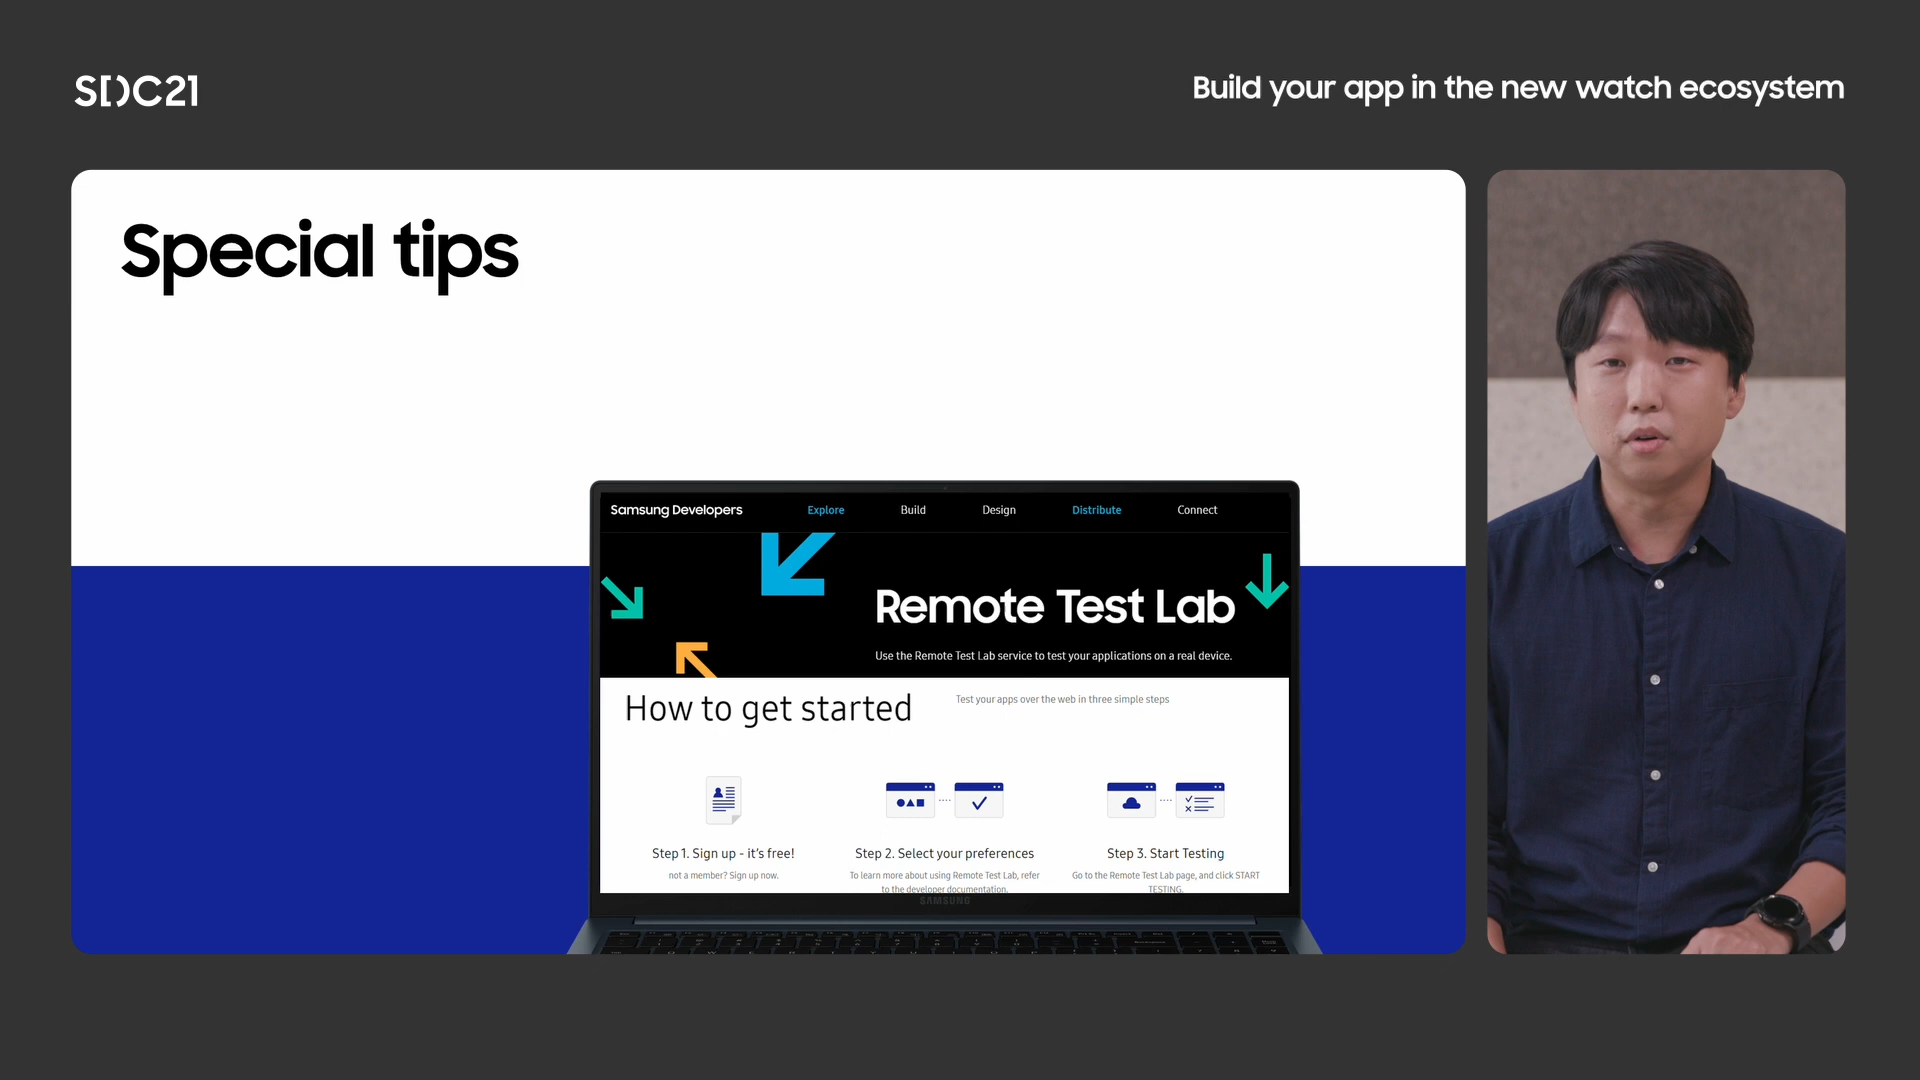 SDC21
Build your app in the new watch ecosystem
Special tips
Samsung Developers
Explore
Build
Design
Distribute
Connect
Remote Test Lab
Use the Remote Test Lab service to test your applications on a real device.
How to get started
Test your apps over the web in three simple steps
Step 1. Sign up - it's free!
not a member? Sign up now.
Step 2. Select your preferences
To learn more about using Remote Test Lab, refer
to the developer documentation.
Step 3. Start Testing
Go to the Remote Test Lab page, and click START
TESTING.
SAMSUNG